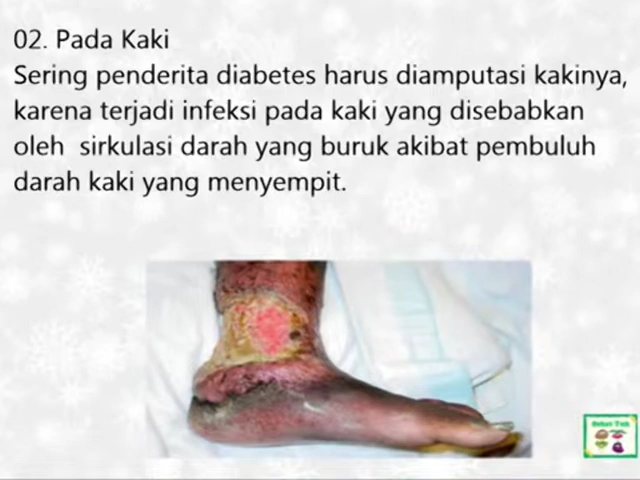 02. Pada Kaki
Sering penderita diabetes harus diamputasi kakinya,
karena terjadi infeksi pada kaki yang disebabkan
oleh sirkulasi darah yang buruk akibat pembuluh
darah kaki yang menyempit.